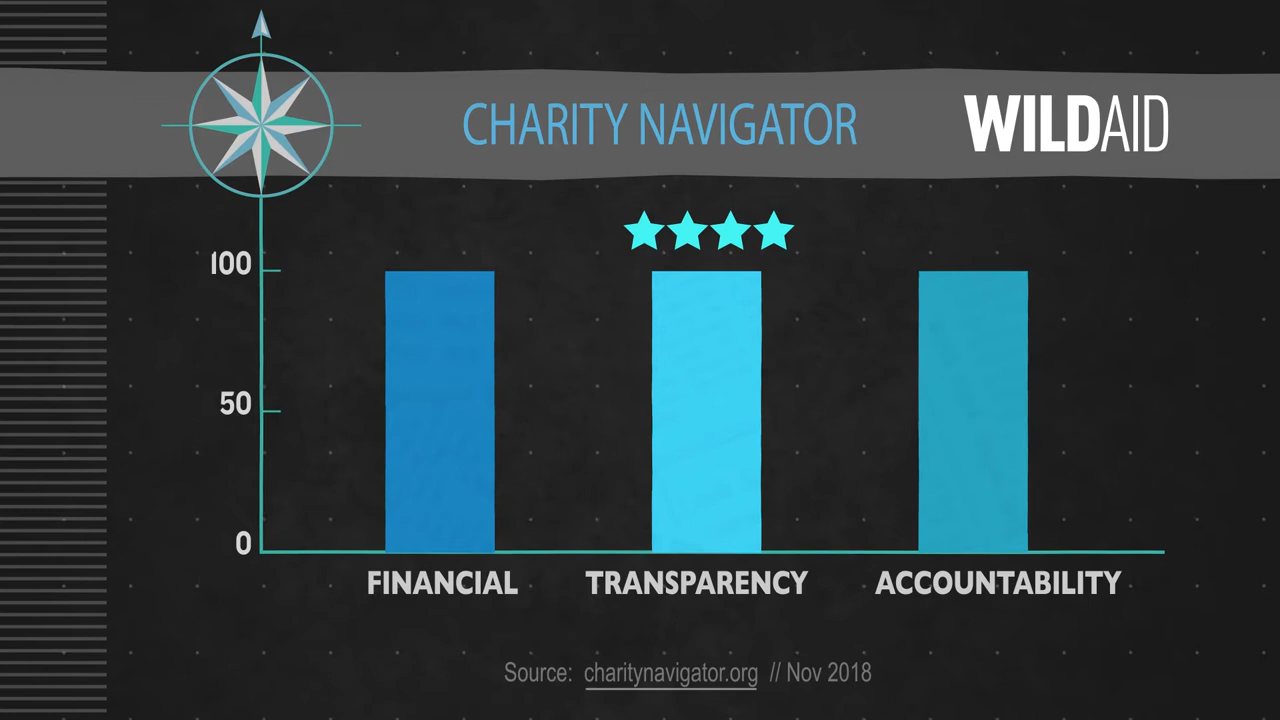 CHARITY NAVIGATOR
WILDAID
100
50
0
FINANCIAL
TRANSPARENCY
ACCOUNTABILITY
Source: charitynavigator.org // Nov 2018